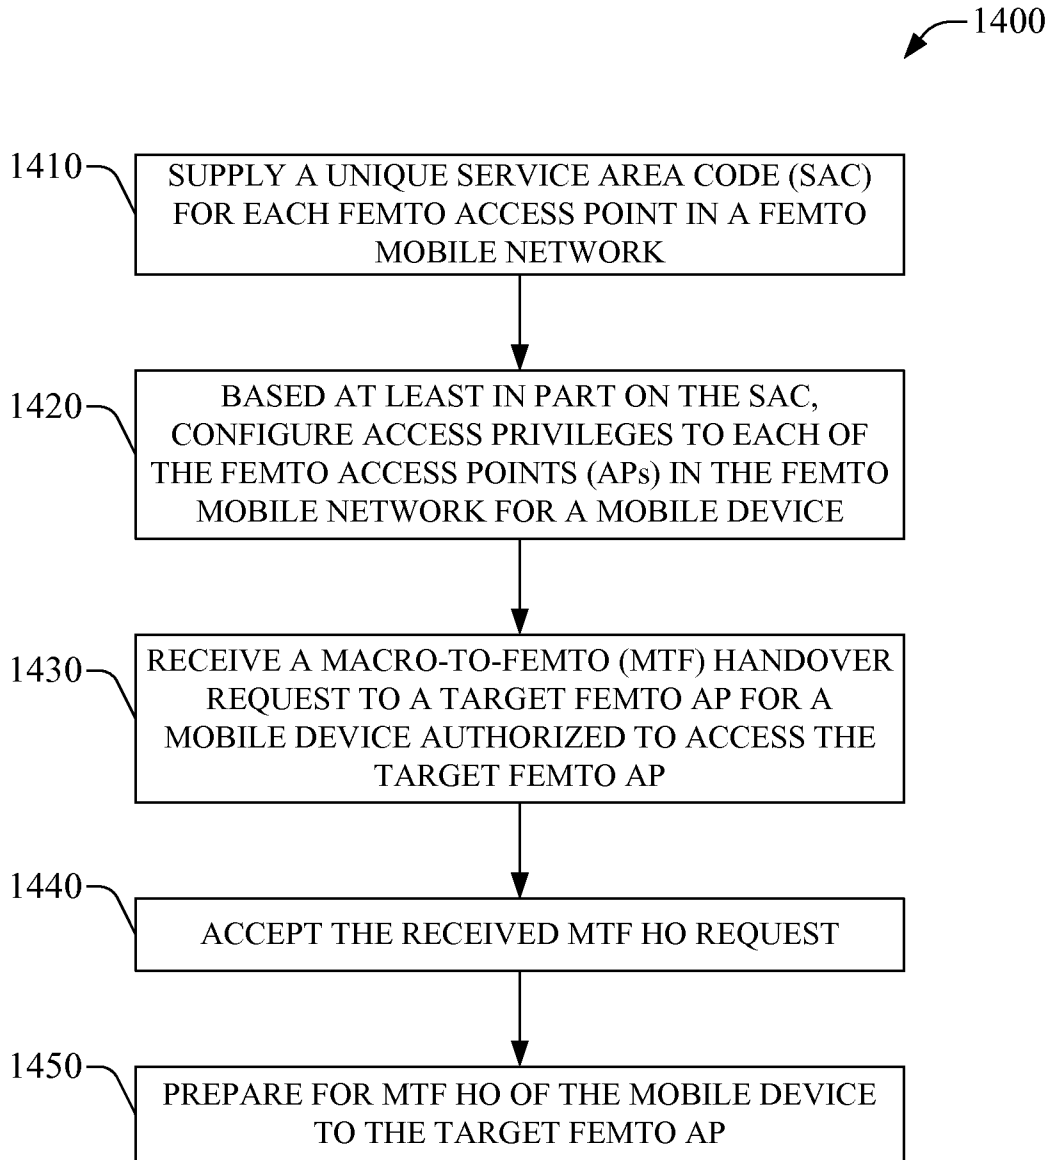 1400
1410
SUPPLY A UNIQUE SERVICE AREA CODE (SAC)
FOR EACH FEMTO ACCESS POINT IN A FEMTO
MOBILE NETWORK
1420
BASED AT LEAST IN PART ON THE SAC,
CONFIGURE ACCESS PRIVILEGES TO EACH OF
THE FEMTO ACCESS POINTS (APs) IN THE FEMTO
MOBILE NETWORK FOR A MOBILE DEVICE
1430
RECEIVE A MACRO-TO-FEMTO (MTF) HANDOVER
REQUEST TO A TARGET FEMTO AP FOR A
MOBILE DEVICE AUTHORIZED TO ACCESS THE
TARGET FEMTO AP
1440
ACCEPT THE RECEIVED MTF HO REQUEST
1450
PREPARE FOR MTF HO OF THE MOBILE DEVICE
TO THE TARGET FEMTO AP